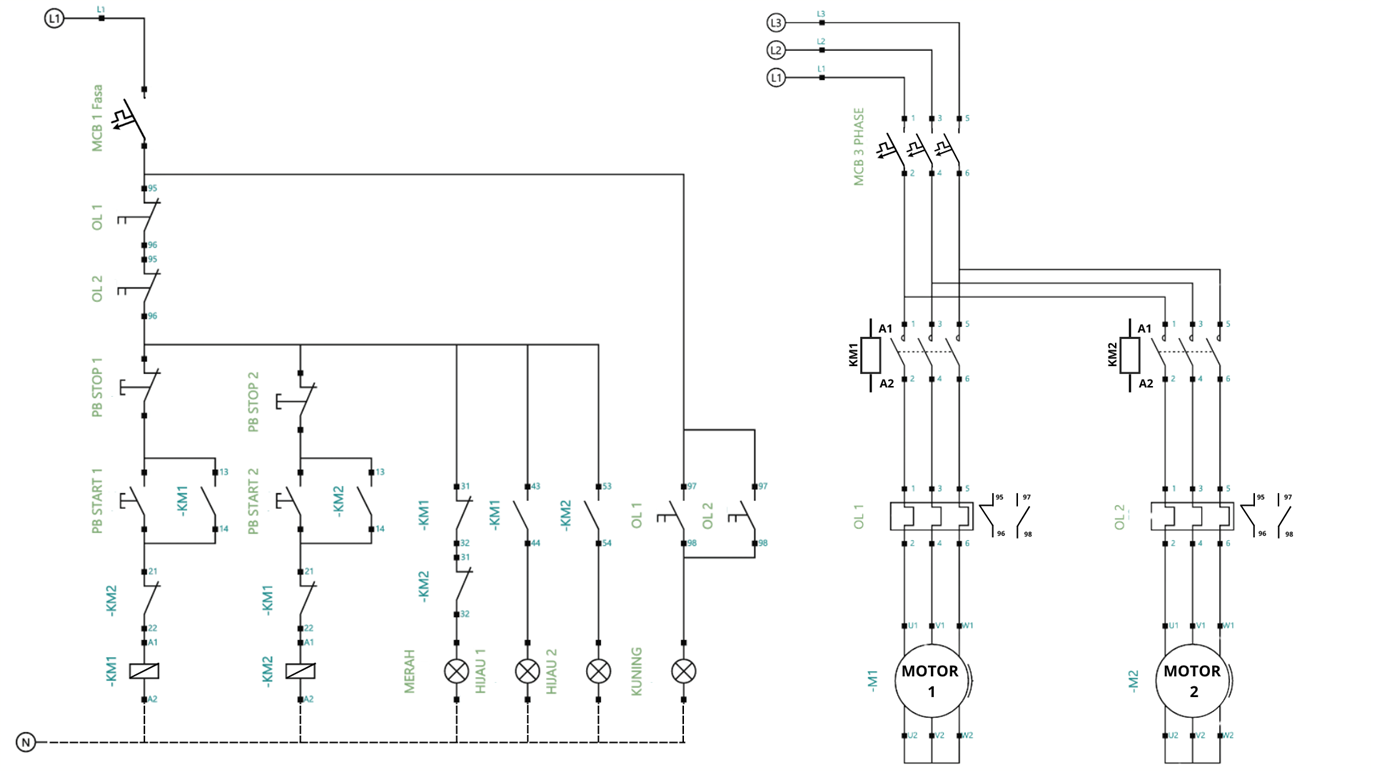 L1
L1
MCB 1 Fasa
95
OL 1
96
95
OL 2
96
PB STOP 1
PB STOP 2
PB START 1
-KM1
13
14
PB START 2
-KM2
13
14
-KM1
31
32
-KM1
43
44
-KM2
53
54
OL 1
97
98
OL 2
97
98
-KM2
21
22
-KM1
21
22
-KM2
31
32
-KM1
A1
A2
-KM2
A1
A2
MERAH
HIJAU 1
HIJAU 2
KUNING
N
L3
L3
L2
L2
L1
L1
MCB 3 PHASE
1
3
5
2
4
6
KM1
A1
A2
1
3
5
2
4
6
KM2
A1
A2
1
3
5
2
4
6
OL 1
1
3
5
95
97
96
98
2
4
6
OL 2
1
3
5
95
97
96
98
2
4
6
U1
V1
W1
-M1
MOTOR
1
U2
V2
W2
U1
V1
W1
-M2
MOTOR
2
U2
V2
W2